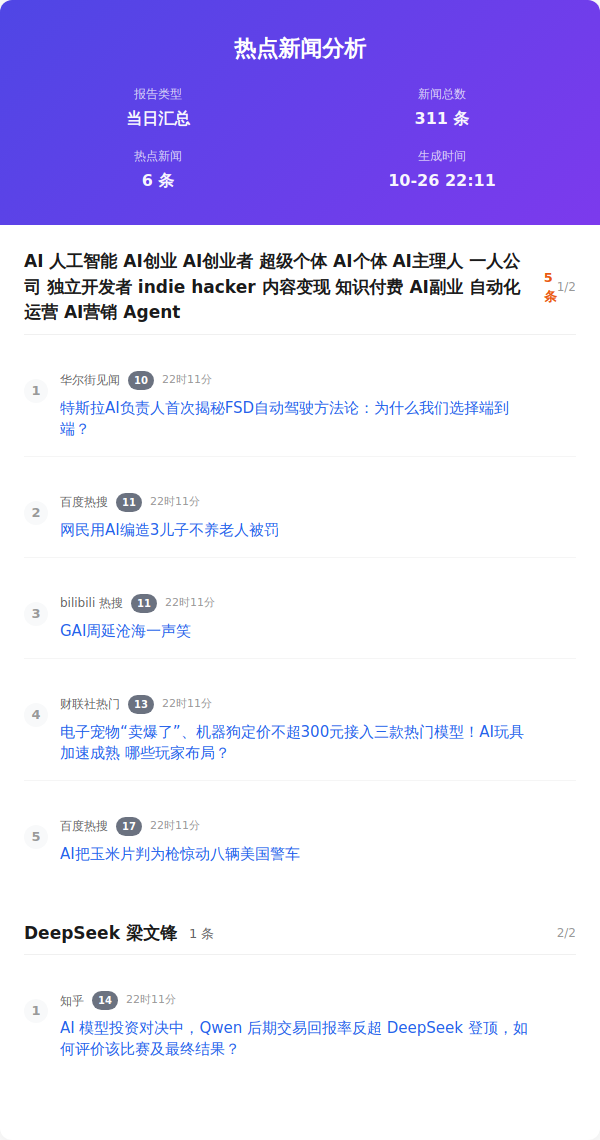 热点新闻分析
报告类型
新闻总数
当日汇总
311 条
热点新闻
生成时间
6 条
10-26 22:11
AI 人工智能 AI创业 AI创业者 超级个体 AI个体 AI主理人 一人公
司 独立开发者 indie hacker 内容变现 知识付费 AI副业 自动化
运营 AI营销 Agent
5
条
1/2
1
华尔街见闻 10 22时11分
特斯拉AI负责人首次揭秘FSD自动驾驶方法论：为什么我们选择端到
端？
2
百度热搜 11 22时11分
网民用AI编造3儿子不养老人被罚
3
bilibili 热搜 11 22时11分
GAI周延沧海一声笑
4
财联社热门 13 22时11分
电子宠物“卖爆了”、机器狗定价不超300元接入三款热门模型！AI玩具
加速成熟 哪些玩家布局？
5
百度热搜 17 22时11分
AI把玉米片判为枪惊动八辆美国警车
DeepSeek 梁文锋 1 条 2/2
1
知乎 14 22时11分
AI 模型投资对决中，Qwen 后期交易回报率反超 DeepSeek 登顶，如
何评价该比赛及最终结果？